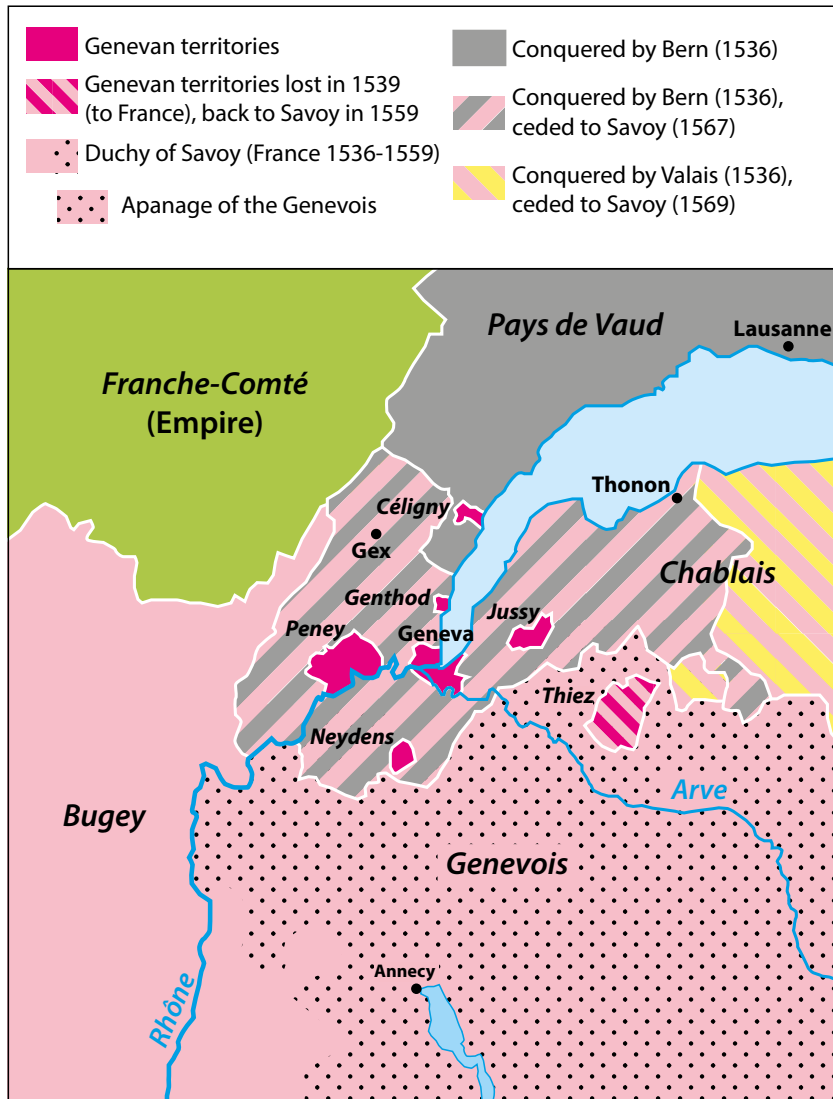 Genevan territories
Genevan territories lost in 1539
(to France), back to Savoy in 1559
Duchy of Savoy (France 1536-1559)
Apanage of the Genevois
Conquered by Bern (1536)
Conquered by Bern (1536),
ceded to Savoy (1567)
Conquered by Valais (1536),
ceded to Savoy (1569)
Pays de Vaud
Lausanne
Franche-Comté
(Empire)
Thonon
Céligny
Gex
Chablais
Genthod
Jussy
Peney
Geneva
Thiez
Neydens
Arve
Bugey
Genevois
Annecy
Rhône